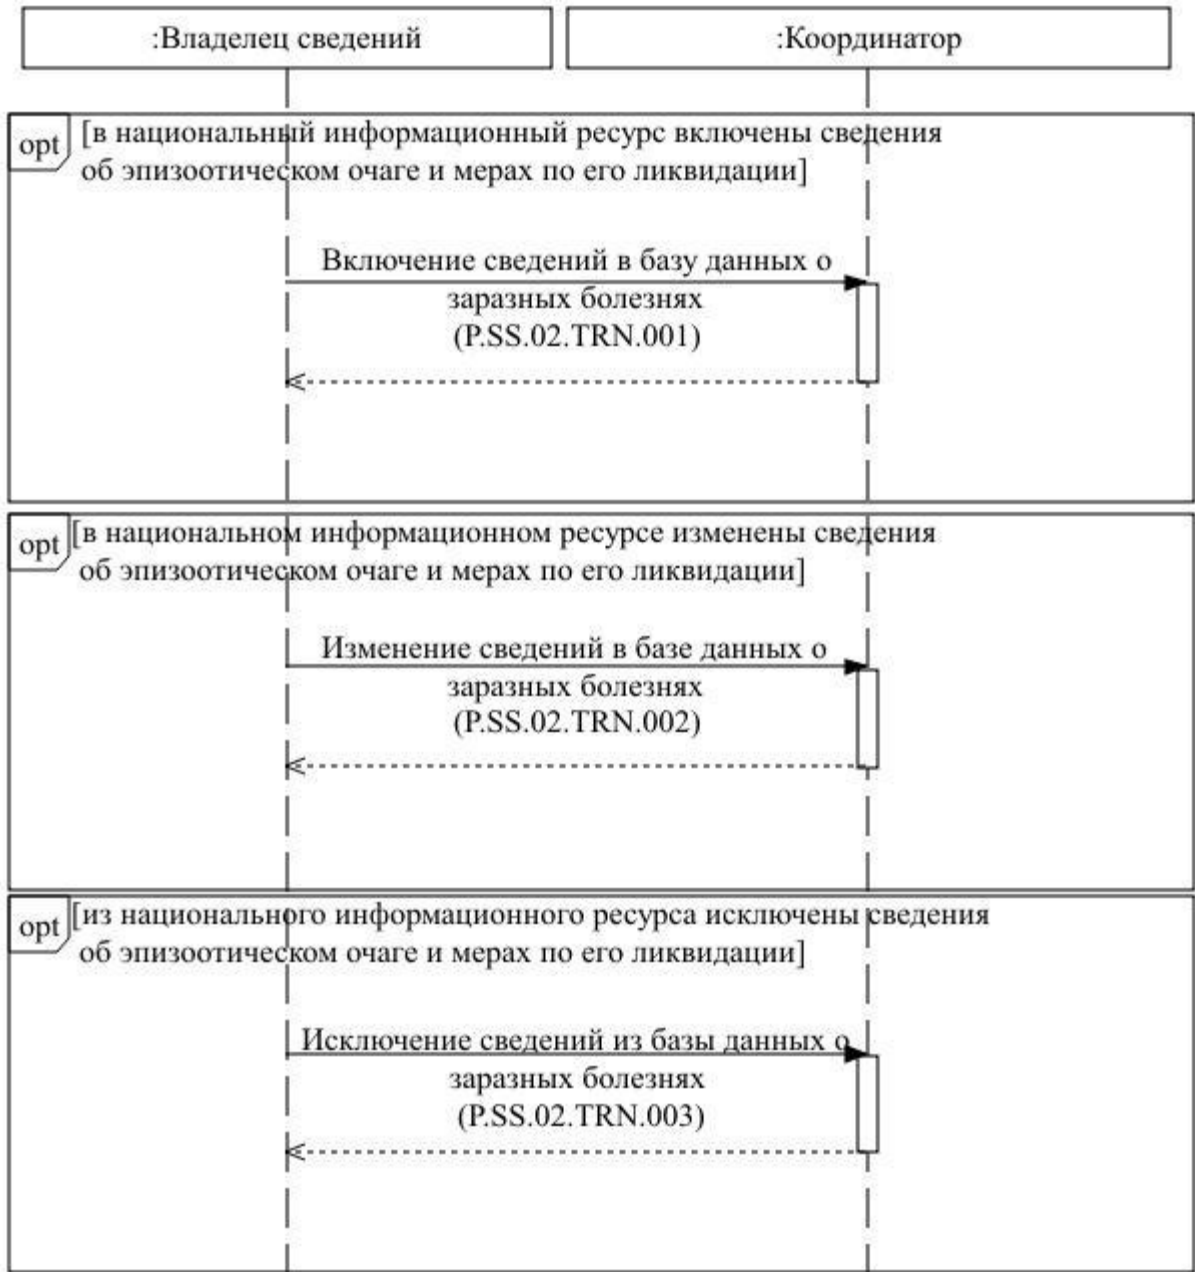 :Владелец сведений
:Координатор
opt
[в национальный информационный ресурс включены сведения
об эпизоотическом очаге и мерах по его ликвидации]
Включение сведений в базу данных о
заразных болезнях
(P.SS.02.TRN.001)
opt
[в национальном информационном ресурсе изменены сведения
об эпизоотическом очаге и мерах по его ликвидации]
Изменение сведений в базе данных о
заразных болезнях
(P.SS.02.TRN.002)
opt
[из национального информационного ресурса исключены сведения
об эпизоотическом очаге и мерах по его ликвидации]
Исключение сведений из базы данных о
заразных болезнях
(P.SS.02.TRN.003)